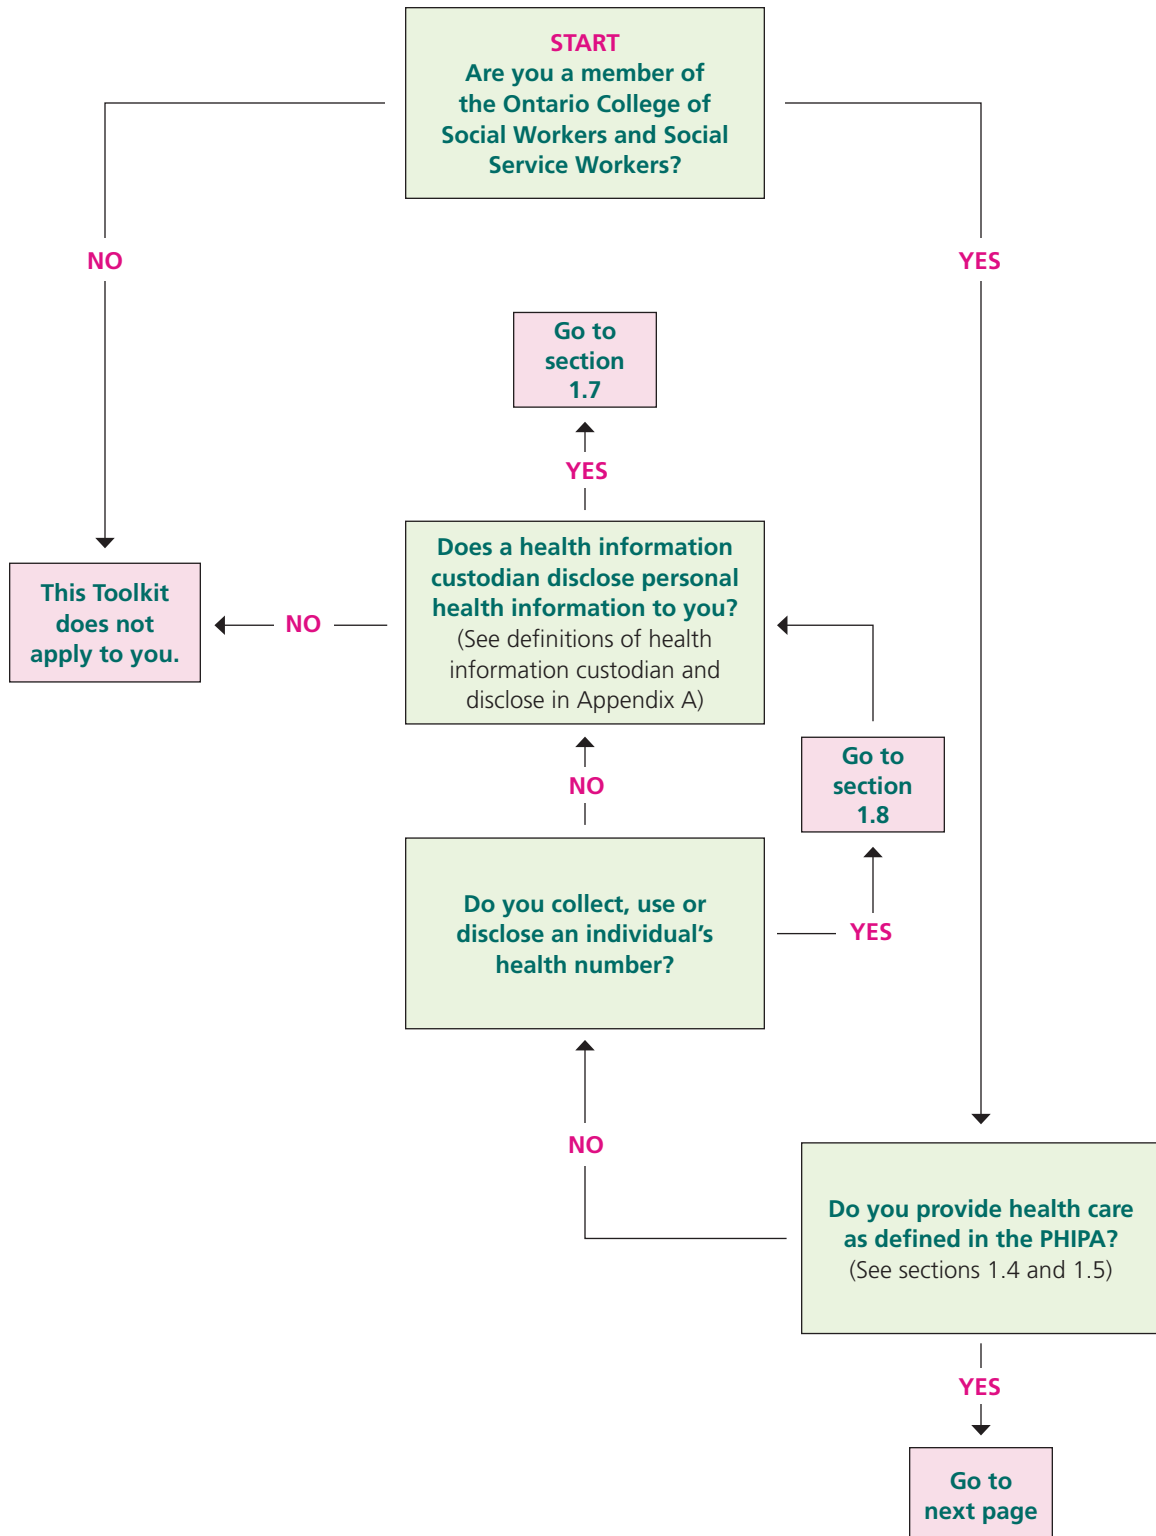 START
Are you a member of
the Ontario College of
Social Workers and Social
Service Workers?
NO
YES
Go to
section
1.7
YES
Does a health information
custodian disclose personal
health information to you?
(See definitions of health
information custodian and
disclose in Appendix A)
NO
This Toolkit
does not
apply to you.
Go to
section
1.8
NO
Do you collect, use or
disclose an individual’s
health number?
YES
NO
Do you provide health care
as defined in the PHIPA?
(See sections 1.4 and 1.5)
YES
Go to
next page